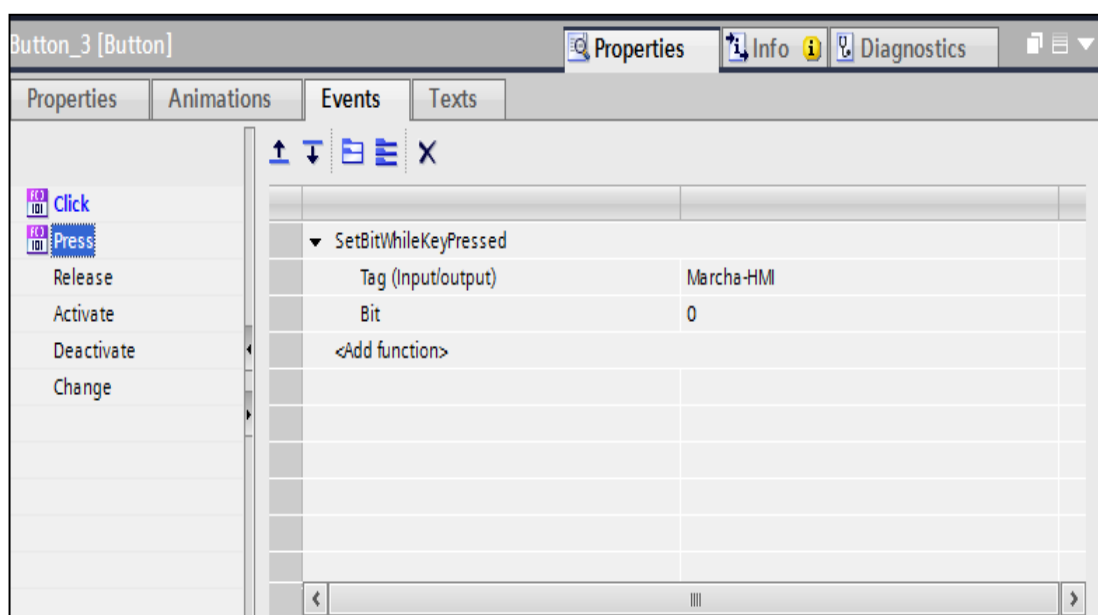 Button_3 [Button] Properties Info Diagnostics
Properties Animations Events Texts
Click
Press
Release
Activate
Deactivate
Change
SetBitWhileKeyPressed
Tag (Input/output) Marcha-HMI
Bit 0
<Add function>